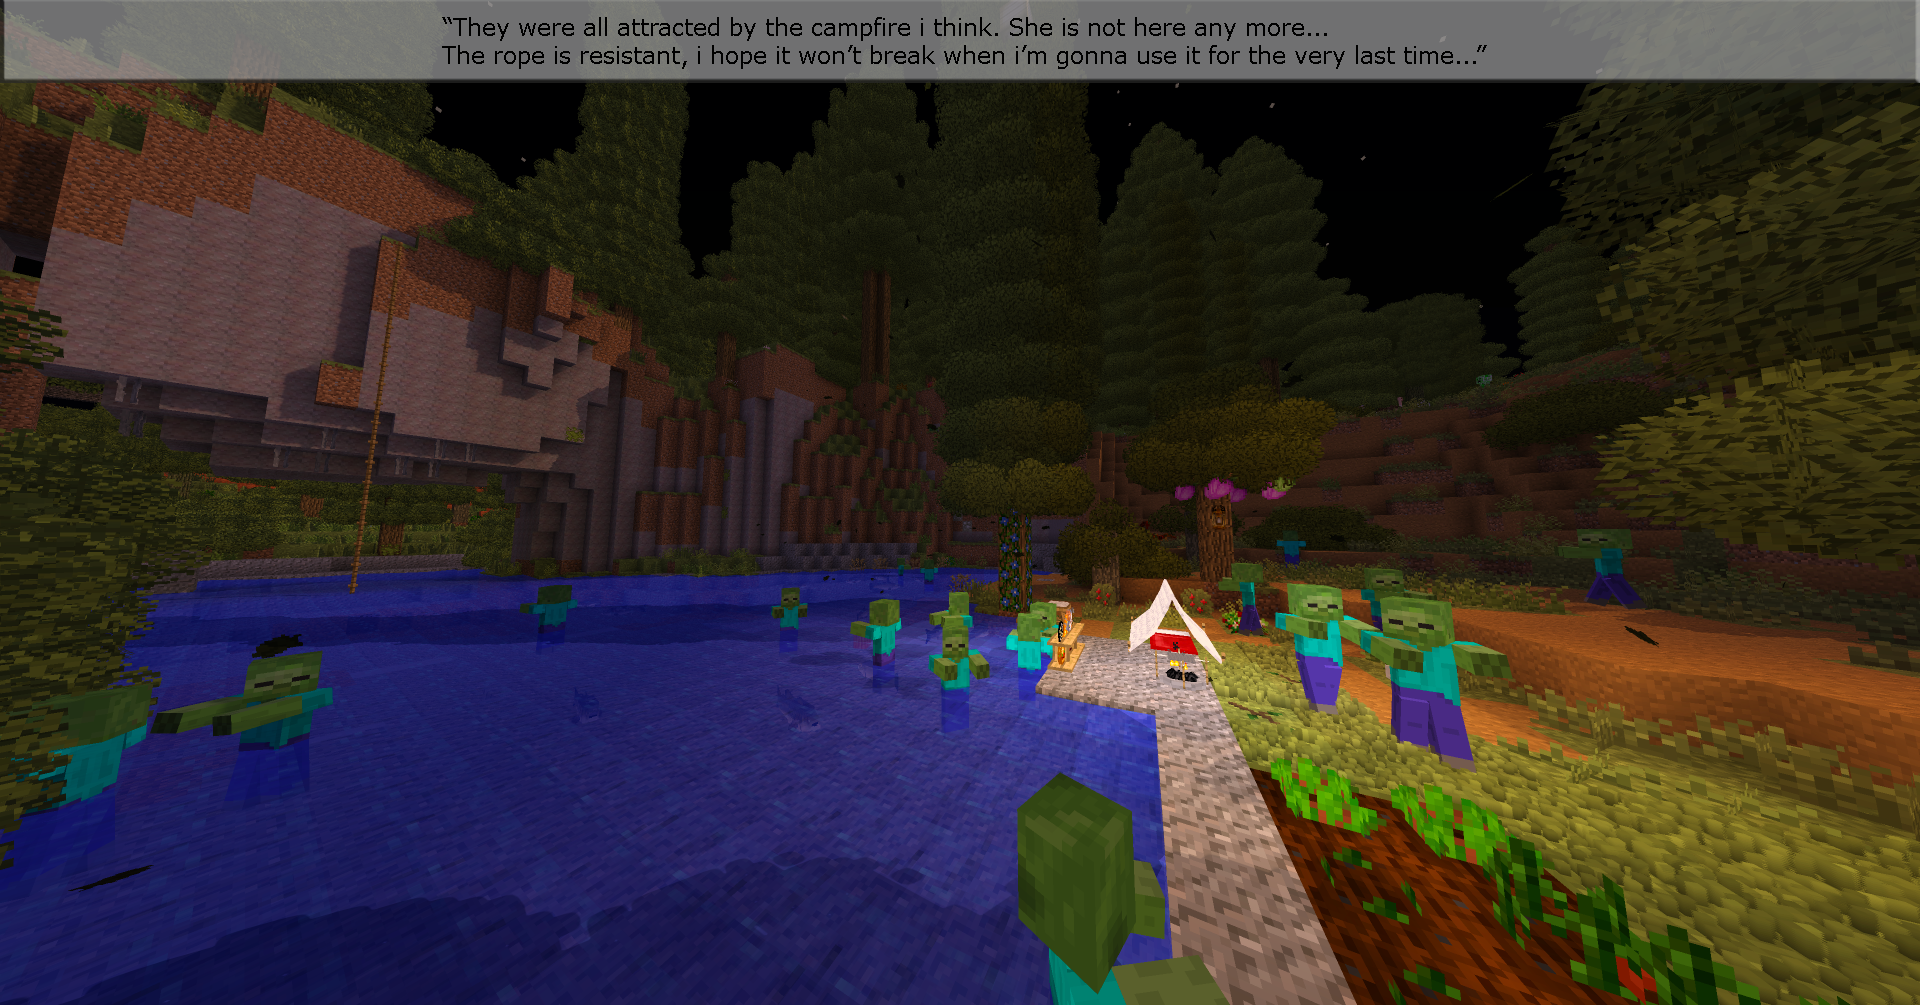 “They were all attracted by the campfire i think. She is not here any more...
The rope is resistant, i hope it won’t break when i’m gonna use it for the very last time...”